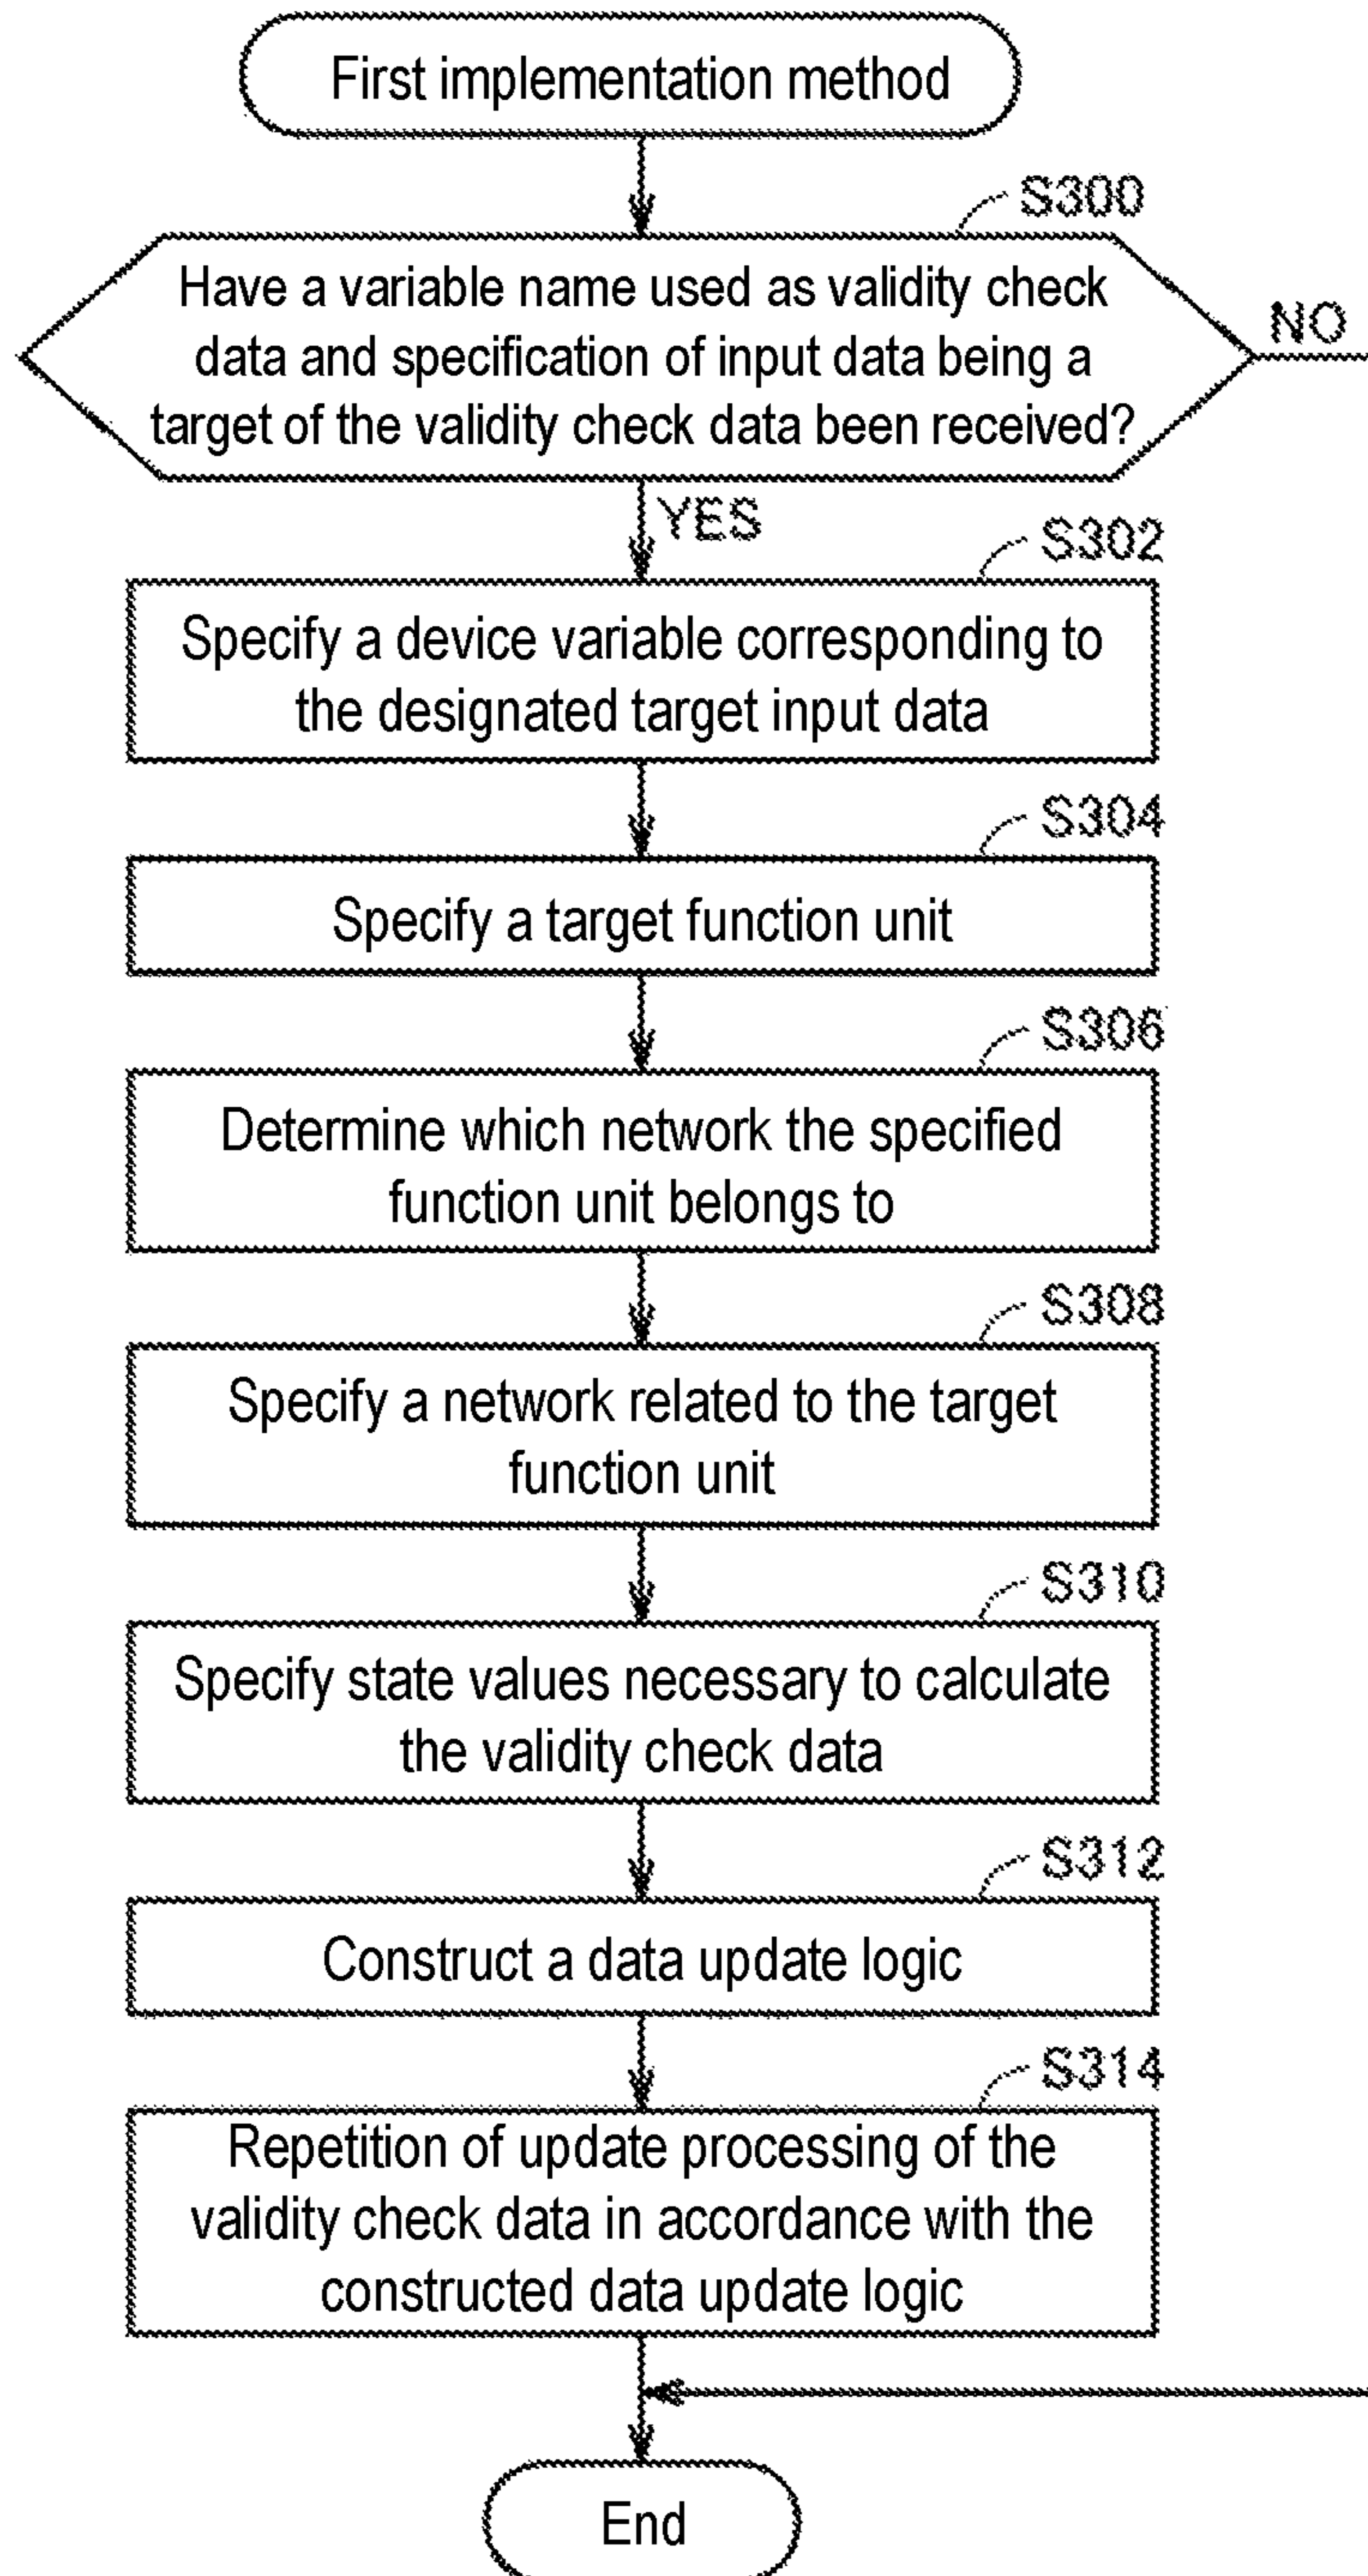 First implementation method
S300
Have a variable name used as validity check
data and specification of input data being a
target of the validity check data been received?
NO
YES
S302
Specify a device variable corresponding to
the designated target input data
S304
Specify a target function unit
S306
Determine which network the specified
function unit belongs to
S308
Specify a network related to the target
function unit
S310
Specify state values necessary to calculate
the validity check data
S312
Construct a data update logic
S314
Repetition of update processing of the
validity check data in accordance with the
constructed data update logic
End